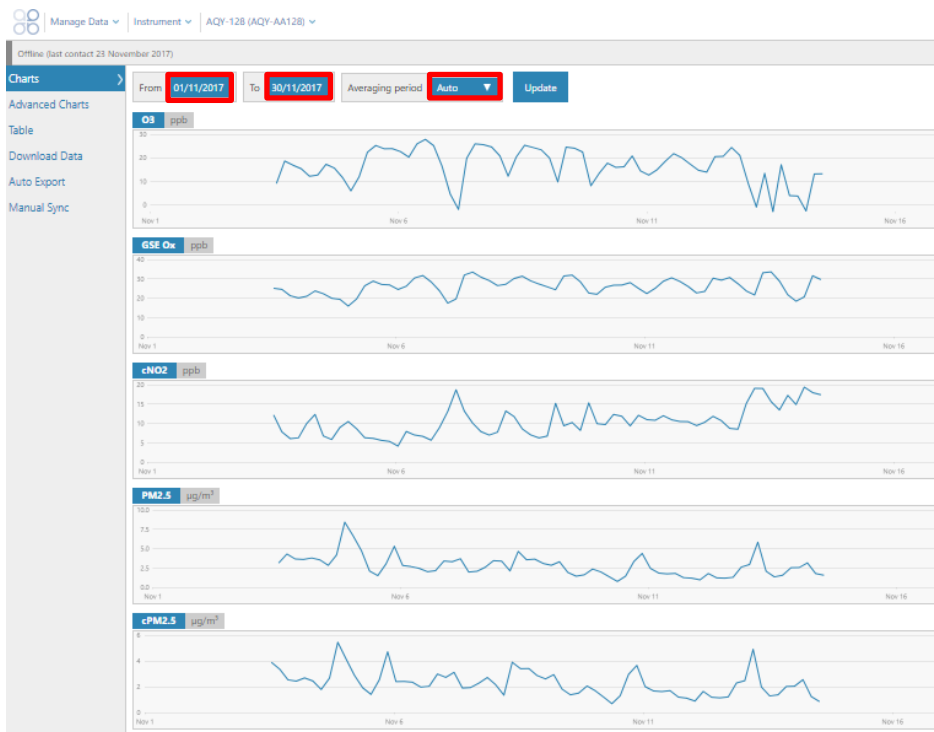 Manage Data Instrument AQY-128 (AQY-AA128)
Offline (last contact 23 November 2017)
Charts
Advanced Charts
Table
Download Data
Auto Export
Manual Sync
From 01/11/2017 To 30/11/2017 Averaging period Auto Update
O3 ppb
30
20
10
0
Nov 1 Nov 6 Nov 11 Nov 16
GSE Ox ppb
40
30
20
10
0
Nov 1 Nov 6 Nov 11 Nov 16
cNO2 ppb
20
15
10
5
0
Nov 1 Nov 6 Nov 11 Nov 16
PM2.5 µg/m³
10.0
7.5
5.0
2.5
0.0
Nov 1 Nov 6 Nov 11 Nov 16
cPM2.5 µg/m³
6
4
2
0
Nov 1 Nov 6 Nov 11 Nov 16